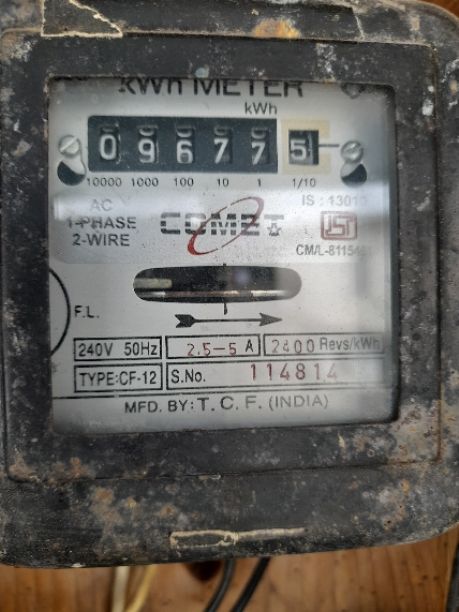 kWh METER
kWh
0 9 6 7 7 5
10000 1000 100 10 1 1/10
AC
1-PHASE
2-WIRE
COMET
IS : 13010
CM/L-
F.L.
240V 50Hz 2.5-5 A 2400 Revs/kWh
TYPE:CF-12 S.No. 114814
MFD. BY: T. C. F. (INDIA)